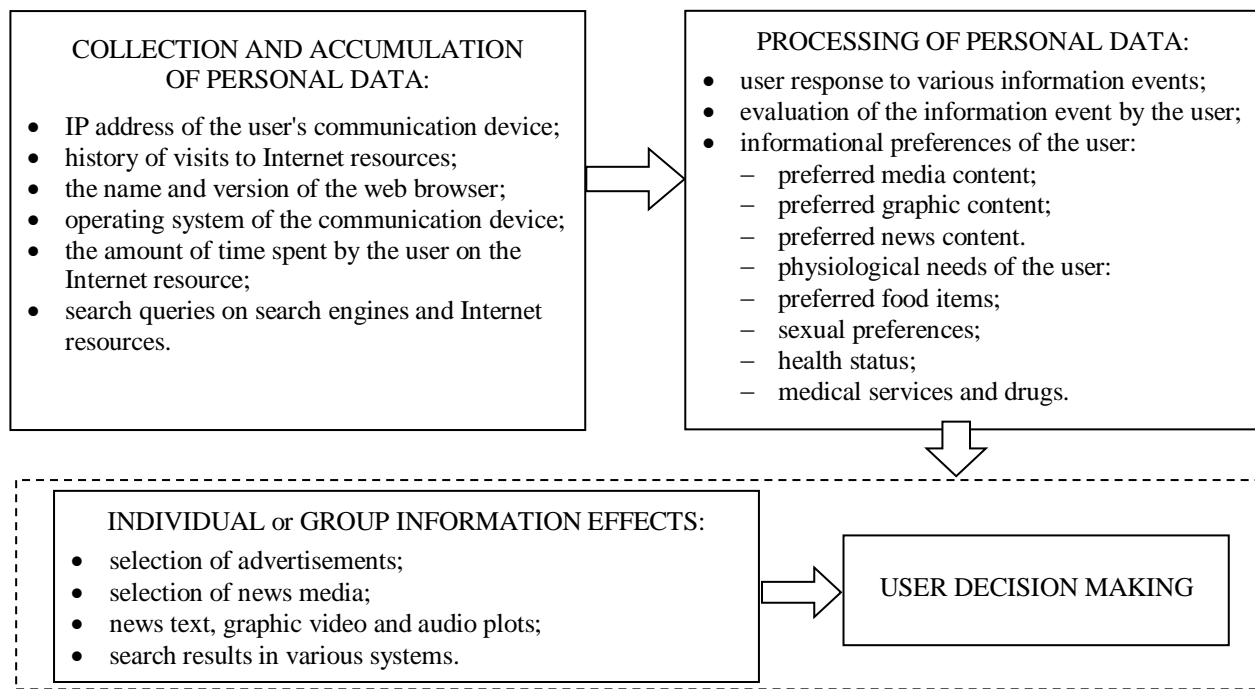 COLLECTION AND ACCUMULATION
OF PERSONAL DATA:
• IP address of the user's communication device;
• history of visits to Internet resources;
• the name and version of the web browser;
• operating system of the communication device;
• the amount of time spent by the user on the
Internet resource;
• search queries on search engines and Internet
resources.
PROCESSING OF PERSONAL DATA:
• user response to various information events;
• evaluation of the information event by the user;
• informational preferences of the user:
− preferred media content;
− preferred graphic content;
− preferred news content.
− physiological needs of the user:
− preferred food items;
− sexual preferences;
− health status;
− medical services and drugs.
INDIVIDUAL or GROUP INFORMATION EFFECTS:
• selection of advertisements;
• selection of news media;
• news text, graphic video and audio plots;
• search results in various systems.
USER DECISION MAKING